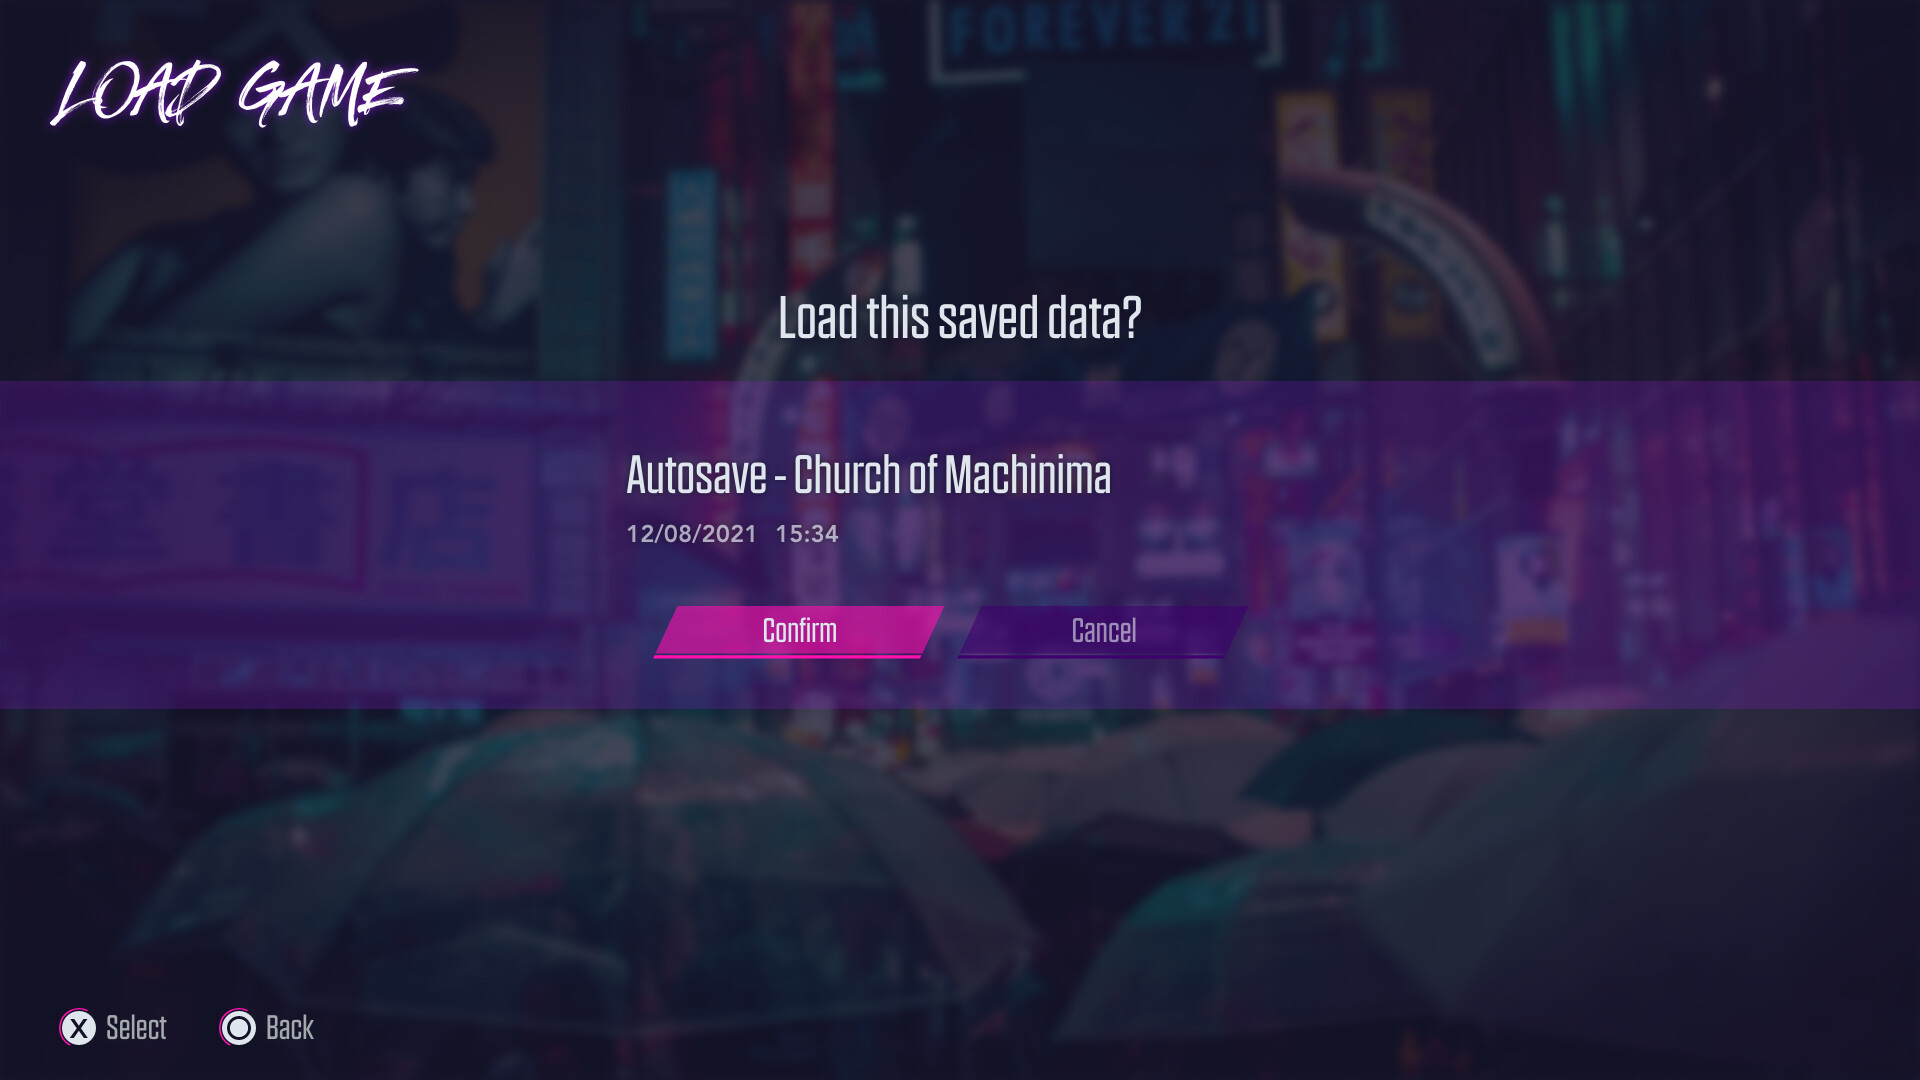 FOREVER 21
LOAD GAME
Load this saved data?
Autosave - Church of Machinima
12/08/2021 15:34
Confirm
Cancel
X Select
Back